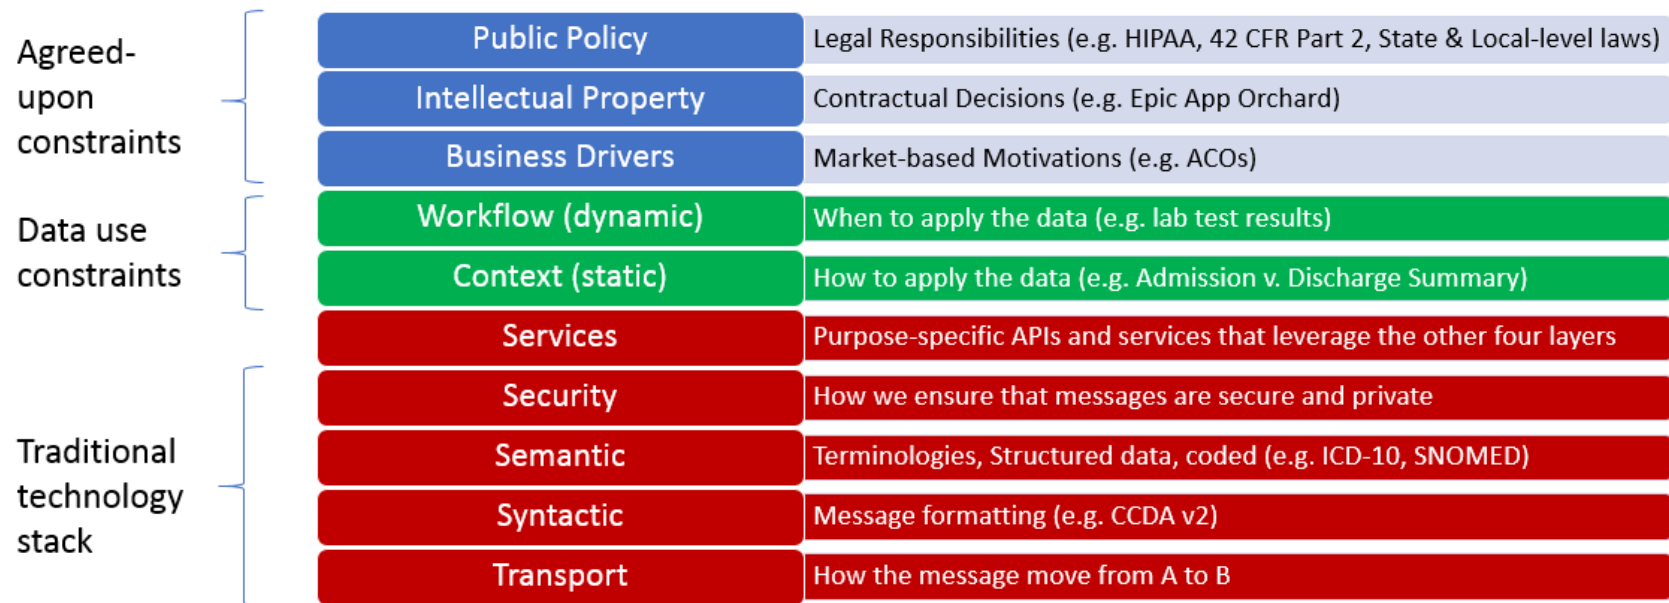 Agreed-
upon
constraints
Public Policy
Legal Responsibilities (e.g. HIPAA, 42 CFR Part 2, State & Local-level laws)
Intellectual Property
Contractual Decisions (e.g. Epic App Orchard)
Business Drivers
Market-based Motivations (e.g. ACOs)
Data use
constraints
Workflow (dynamic)
When to apply the data (e.g. lab test results)
Context (static)
How to apply the data (e.g. Admission v. Discharge Summary)
Traditional
technology
stack
Services
Purpose-specific APIs and services that leverage the other four layers
Security
How we ensure that messages are secure and private
Semantic
Terminologies, Structured data, coded (e.g. ICD-10, SNOMED)
Syntactic
Message formatting (e.g. CCDA v2)
Transport
How the message move from A to B